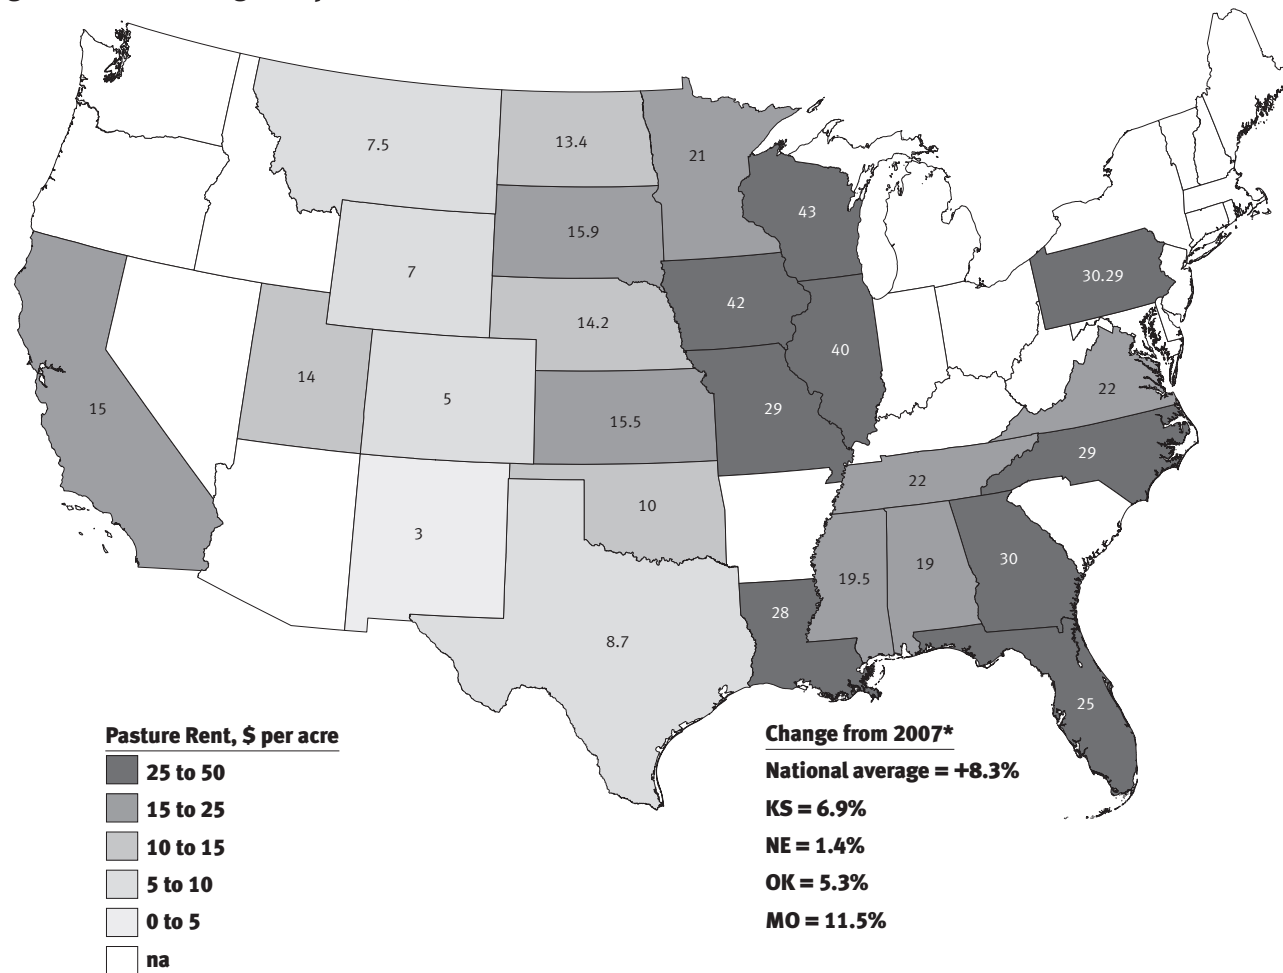 7.5
13.4
21
43
15.9
30.29
7
42
14.2
40
14
5
22
15
15.5
29
29
22
10
3
30
19.5
19
28
8.7
25
Pasture Rent, $ per acre
25 to 50
15 to 25
10 to 15
5 to 10
0 to 5
na
Change from 2007*
National average = +8.3%
KS = 6.9%
NE = 1.4%
OK = 5.3%
MO = 11.5%